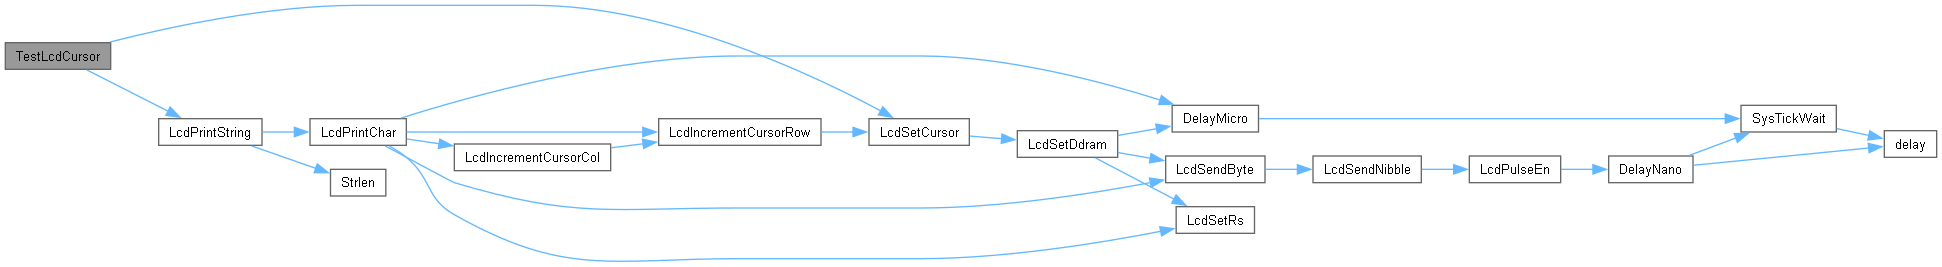 TestLcdCursor
LcdPrintString
LcdPrintChar
Strlen
LcdIncrementCursorCol
LcdIncrementCursorRow
LcdSetCursor
LcdSetDdram
DelayMicro
LcdSendByte
LcdSetRs
LcdSendNibble
LcdPulseEn
DelayNano
SysTickWait
delay